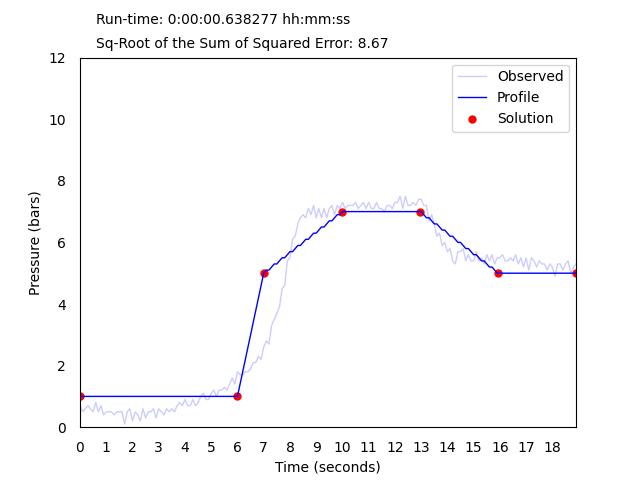 Run-time: 0:00:00.638277 hh:mm:ss
Sq-Root of the Sum of Squared Error: 8.67
12
10
8
6
4
2
0
Pressure (bars)
Observed
Profile
Solution
0 1 2 3 4 5 6 7 8 9 10 11 12 13 14 15 16 17 18
Time (seconds)